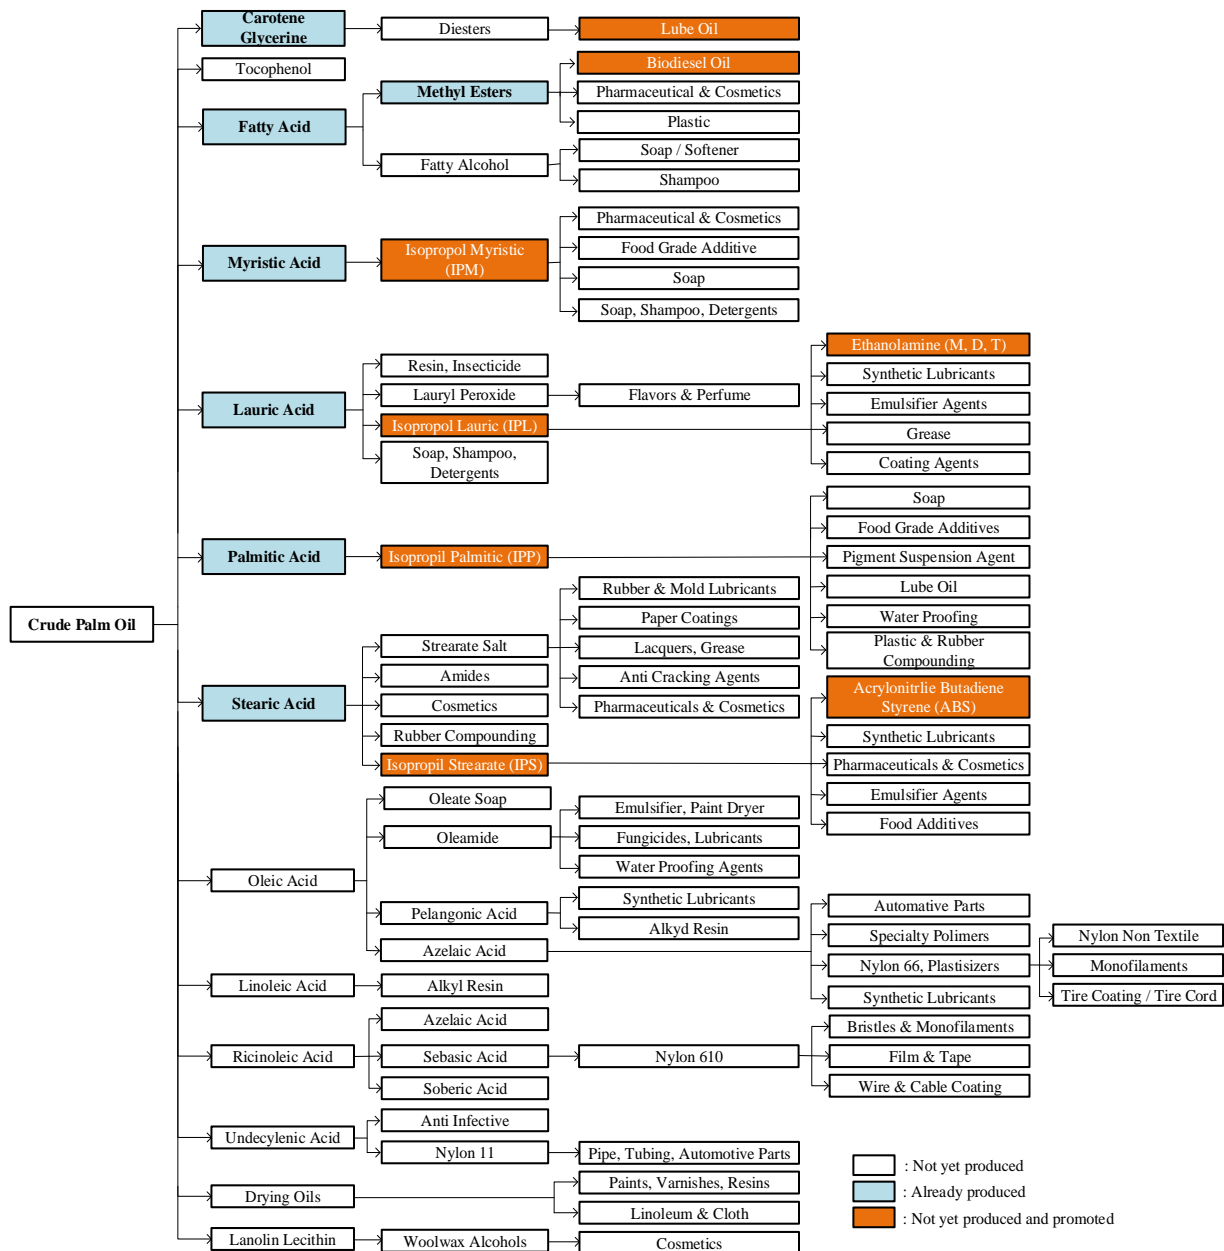 Carotene
Glycerine
Diesters
Lube Oil
Tocophenol
Biodiesel Oil
Methyl Esters
Pharmaceutical & Cosmetics
Fatty Acid
Plastic
Fatty Alcohol
Soap / Softener
Shampoo
Pharmaceutical & Cosmetics
Myristic Acid
Isopropol Myristic
(IPM)
Food Grade Additive
Soap
Soap, Shampoo, Detergents
Ethanolamine (M, D, T)
Resin, Insecticide
Synthetic Lubricants
Lauric Acid
Lauryl Peroxide
Flavors & Perfume
Emulsifier Agents
Isopropol Lauric (IPL)
Grease
Soap, Shampoo,
Detergents
Coating Agents
Soap
Food Grade Additives
Palmitic Acid
Isopropil Palmitic (IPP)
Pigment Suspension Agent
Rubber & Mold Lubricants
Lube Oil
Crude Palm Oil
Paper Coatings
Water Proofing
Strearate Salt
Lacquers, Grease
Plastic & Rubber
Compounding
Amides
Anti Cracking Agents
Stearic Acid
Cosmetics
Pharmaceuticals & Cosmetics
Acrylonitrlie Butadiene
Styrene (ABS)
Rubber Compounding
Synthetic Lubricants
Isopropil Strearate (IPS)
Pharmaceuticals & Cosmetics
Oleate Soap
Emulsifier Agents
Emulsifier, Paint Dryer
Food Additives
Oleamide
Fungicides, Lubricants
Water Proofing Agents
Oleic Acid
Synthetic Lubricants
Automative Parts
Pelangonic Acid
Alkyd Resin
Specialty Polimers
Nylon Non Textile
Azelaic Acid
Nylon 66, Plastisizers
Monofilaments
Linoleic Acid
Alkyl Resin
Synthetic Lubricants
Tire Coating / Tire Cord
Azelaic Acid
Bristles & Monofilaments
Ricinoleic Acid
Sebasic Acid
Nylon 610
Film & Tape
Soberic Acid
Wire & Cable Coating
Anti Infective
Undecylenic Acid
Nylon 11
Pipe, Tubing, Automotive Parts
: Not yet produced
Drying Oils
Paints, Varnishes, Resins
: Already produced
Linoleum & Cloth
: Not yet produced and promoted
Lanolin Lecithin
Woolwax Alcohols
Cosmetics